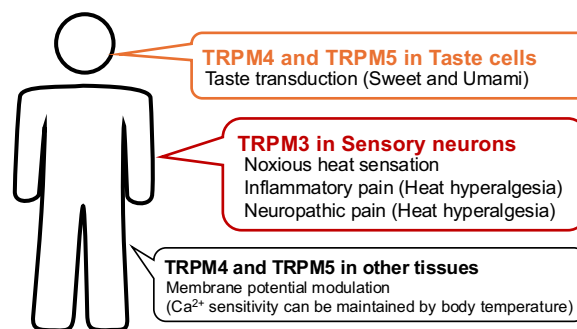 TRPM4 and TRPM5 in Taste cells
Taste transduction (Sweet and Umami)
TRPM3 in Sensory neurons
Noxious heat sensation
Inflammatory pain (Heat hyperalgesia)
Neuropathic pain (Heat hyperalgesia)
TRPM4 and TRPM5 in other tissues
Membrane potential modulation
(Ca²⁺ sensitivity can be maintained by body temperature)